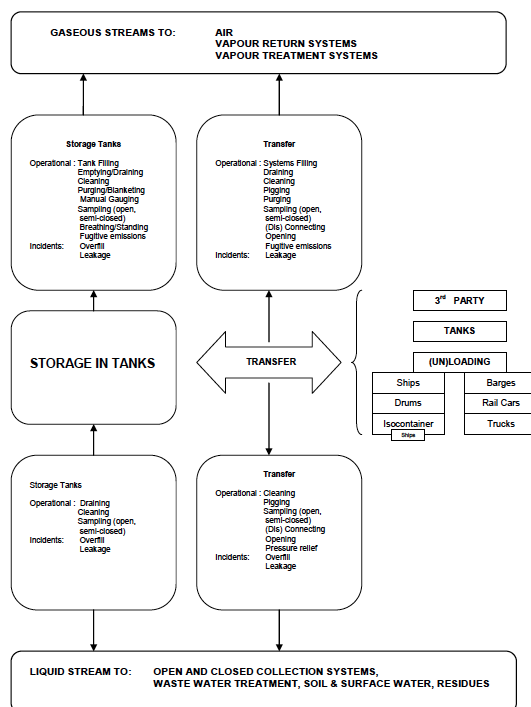 GASEOUS STREAMS TO: AIR
VAPOUR RETURN SYSTEMS
VAPOUR TREATMENT SYSTEMS
Storage Tanks
Operational : Tank Filling
Emptying/Draining
Cleaning
Purging/Blanketing
Manual Gauging
Sampling (open,
semi-closed)
Breathing/Standing
Fugitive emissions
Incidents: Overfill
Leakage
Transfer
Operational : Systems Filling
Draining
Cleaning
Pigging
Purging
Sampling (open,
semi-closed)
(Dis) Connecting
Opening
Fugitive emissions
Incidents: Leakage
STORAGE IN TANKS
TRANSFER
3rd PARTY
TANKS
(UN)LOADING
Ships
Barges
Drums
Rail Cars
Isocontainer
Trucks
Ships
Storage Tanks
Operational : Draining
Cleaning
Sampling (open,
semi-closed)
Incidents: Overfill
Leakage
Transfer
Operational : Cleaning
Pigging
Sampling (open,
semi-closed)
(Dis) Connecting
Opening
Pressure relief
Incidents: Overfill
Leakage
LIQUID STREAM TO: OPEN AND CLOSED COLLECTION SYSTEMS,
WASTE WATER TREATMENT, SOIL & SURFACE WATER, RESIDUES